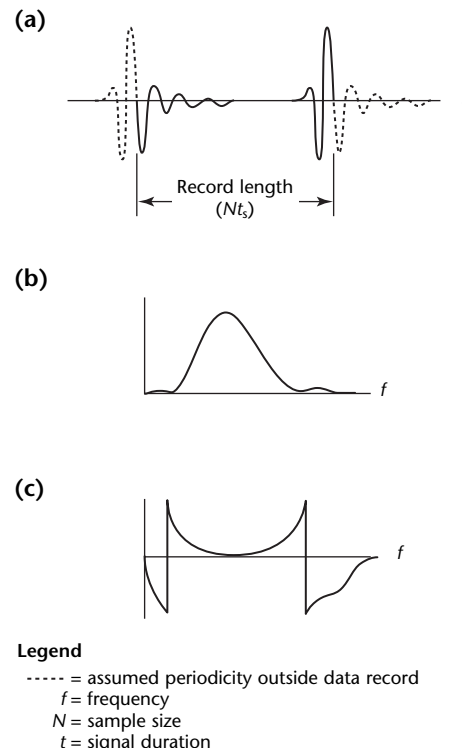 (a)
Record length
(Nts)
(b)
f
(c)
f
Legend
----- = assumed periodicity outside data record
f = frequency
N = sample size
t = signal duration